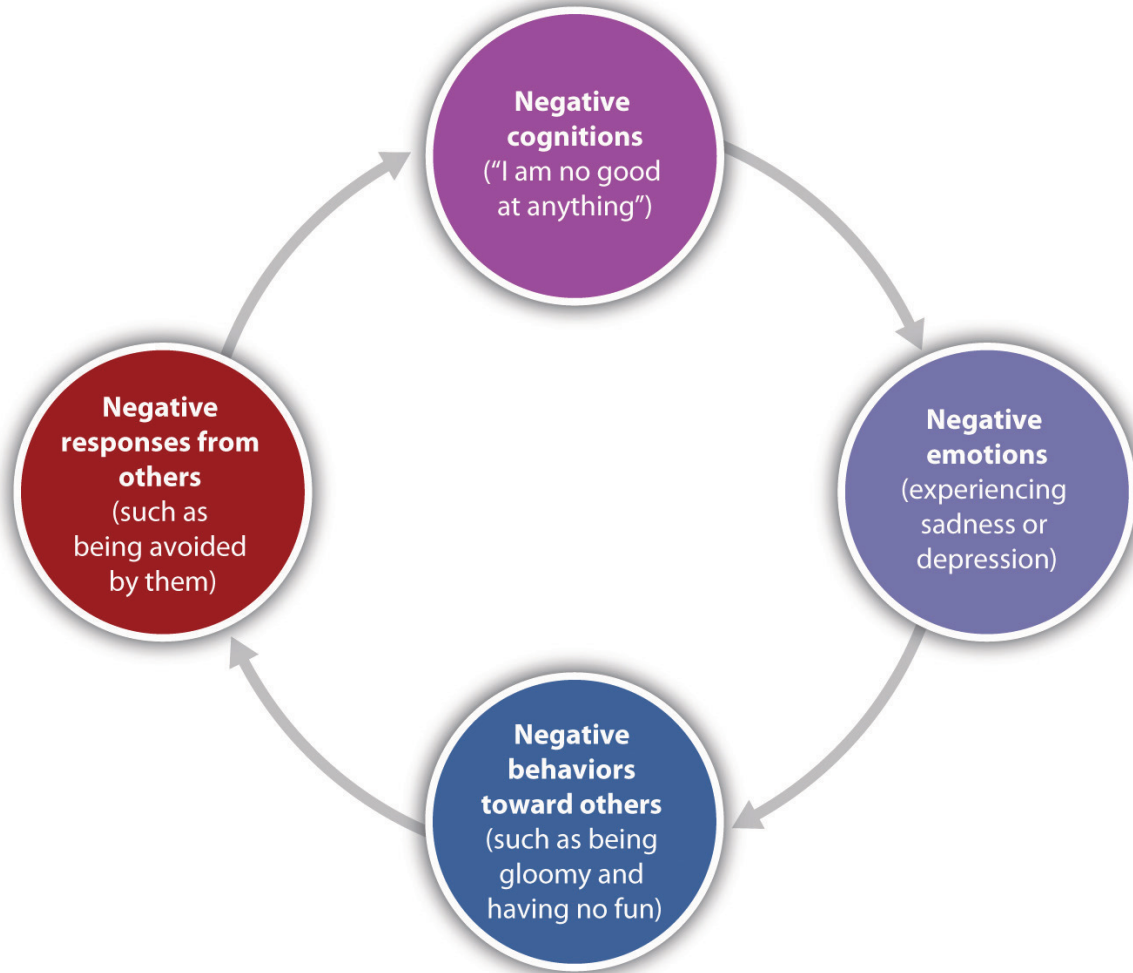 Negative
cognitions
(“I am no good
at anything”)
Negative
emotions
(experiencing
sadness or
depression)
Negative
behaviors
toward others
(such as being
gloomy and
having no fun)
Negative
responses from
others
(such as
being avoided
by them)